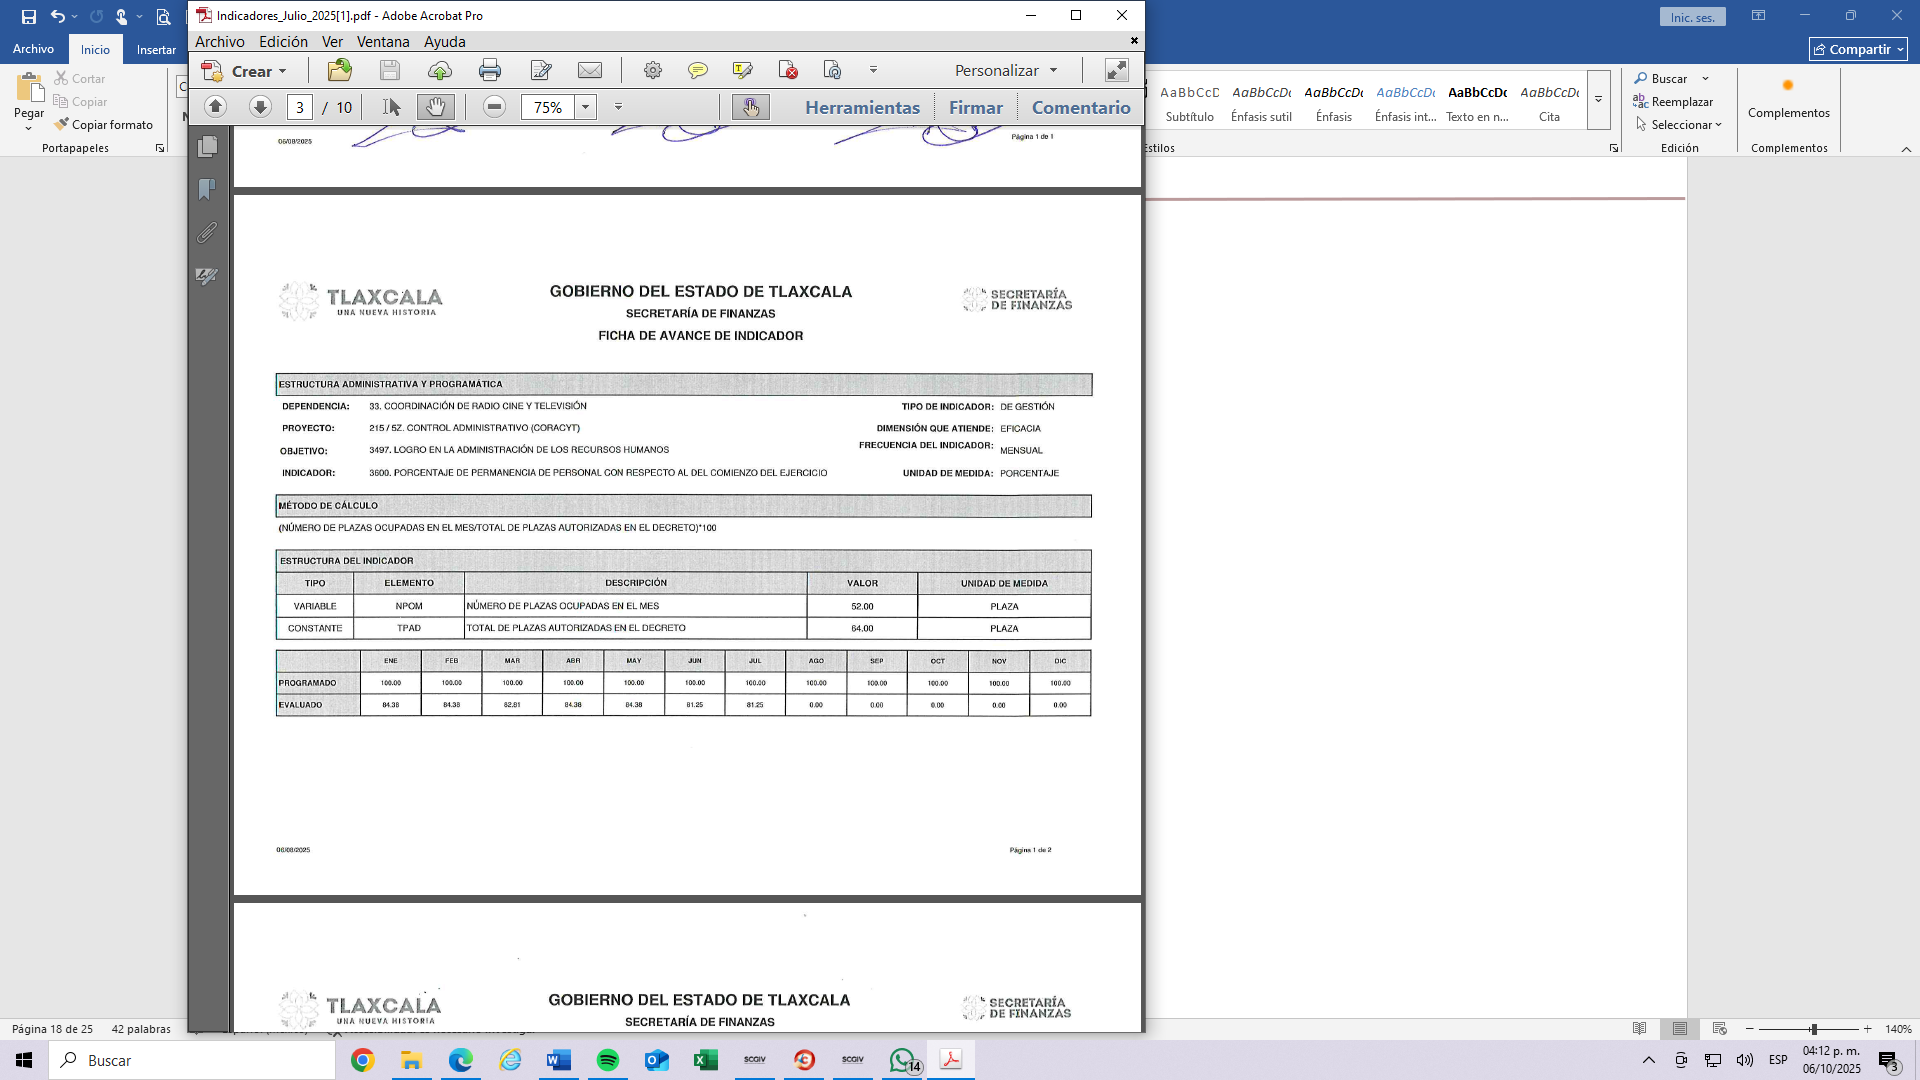 Indicadores_Julio_2025[1].pdf - Adobe Acrobat Pro
Inic. ses.
Archivo Inicio Insertar
Compartir
Archivo Edición Ver Ventana Ayuda
Crear
Personalizar
3 / 10
75%
Herramientas Firmar Comentario
Pegar
Cortar
Copiar
Copiar formato
Portapapeles
AaBbCcD AaBbCcDc AaBbCcDc AaBbCcDc AaBbCcDc AaBbCcDc
Subtítulo Énfasis sutil Énfasis Énfasis int... Texto en n... Cita
Estilos
Buscar
Reemplazar
Seleccionar
Edición
Complementos
Complementos
06/08/2025
Página 1 de 1
TLAXCALA
UNA NUEVA HISTORIA
GOBIERNO DEL ESTADO DE TLAXCALA
SECRETARÍA DE FINANZAS
FICHA DE AVANCE DE INDICADOR
SECRETARÍA
DE FINANZAS
ESTRUCTURA ADMINISTRATIVA Y PROGRAMÁTICA
DEPENDENCIA: 33. COORDINACIÓN DE RADIO CINE Y TELEVISIÓN
TIPO DE INDICADOR: DE GESTIÓN
PROYECTO: 215 / 5Z. CONTROL ADMINISTRATIVO (CORACYT)
DIMENSIÓN QUE ATIENDE: EFICACIA
OBJETIVO: 3497. LOGRO EN LA ADMINISTRACIÓN DE LOS RECURSOS HUMANOS
FRECUENCIA DEL INDICADOR: MENSUAL
INDICADOR: 3600. PORCENTAJE DE PERMANENCIA DE PERSONAL CON RESPECTO AL DEL COMIENZO DEL EJERCICIO
UNIDAD DE MEDIDA: PORCENTAJE
MÉTODO DE CÁLCULO
(NÚMERO DE PLAZAS OCUPADAS EN EL MES/TOTAL DE PLAZAS AUTORIZADAS EN EL DECRETO)*100
ESTRUCTURA DEL INDICADOR
TIPO ELEMENTO DESCRIPCIÓN VALOR UNIDAD DE MEDIDA
VARIABLE NPOM NÚMERO DE PLAZAS OCUPADAS EN EL MES 52.00 PLAZA
CONSTANTE TPAD TOTAL DE PLAZAS AUTORIZADAS EN EL DECRETO 64.00 PLAZA
ENE FEB MAR ABR MAY JUN JUL AGO SEP OCT NOV DIC
PROGRAMADO 100.00 100.00 100.00 100.00 100.00 100.00 100.00 100.00 100.00 100.00 100.00 100.00
EVALUADO 84.38 84.38 82.81 84.38 84.38 81.25 81.25 0.00 0.00 0.00 0.00 0.00
06/08/2025
Página 1 de 2
TLAXCALA
UNA NUEVA HISTORIA
GOBIERNO DEL ESTADO DE TLAXCALA
SECRETARÍA DE FINANZAS
SECRETARÍA
DE FINANZAS
Página 18 de 25 42 palabras
140%
Buscar
SCGIV
SCGIV
14
ESP
04:12 p. m.
06/10/2025
3